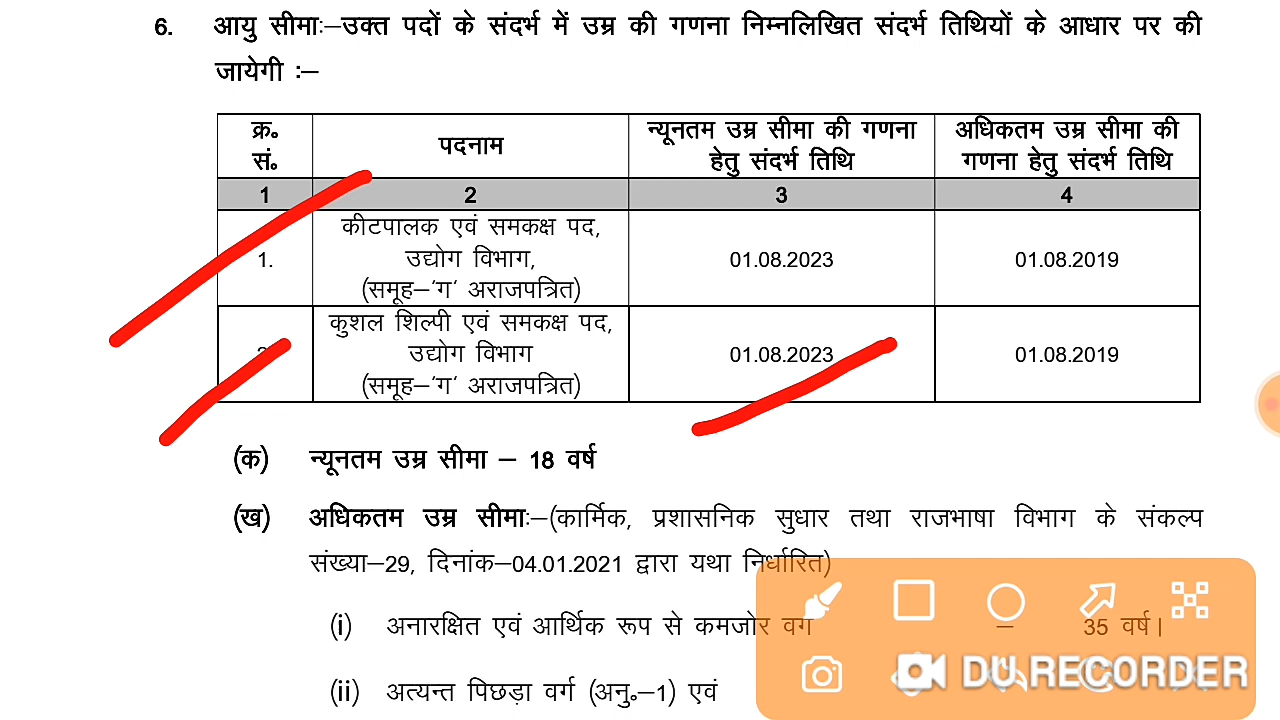 6. आयु सीमाः–उक्त पदों के संदर्भ में उम्र की गणना निम्नलिखित संदर्भ तिथियों के आधार पर की
जायेगी :–
क्र॰ सं॰ पदनाम न्यूनतम उम्र सीमा की गणना हेतु संदर्भ तिथि अधिकतम उम्र सीमा की गणना हेतु संदर्भ तिथि
1 2 3 4
1. कीटपालक एवं समकक्ष पद, उद्योग विभाग, (समूह–‘ग‘ अराजपत्रित) 01.08.2023 01.08.2019
कुशल शिल्पी एवं समकक्ष पद, उद्योग विभाग (समूह–‘ग‘ अराजपत्रित) 01.08.2023 01.08.2019
(क) न्यूनतम उम्र सीमा – 18 वर्ष
(ख) अधिकतम उम्र सीमाः–(कार्मिक, प्रशासनिक सुधार तथा राजभाषा विभाग के संकल्प
संख्या–29, दिनांक–04.01.2021 द्वारा यथा निर्धारित)
(i) अनारक्षित एवं आर्थिक रूप से कमजोर वर्ग – 35 वर्ष।
(ii) अत्यन्त पिछड़ा वर्ग (अनु॰–1) एवं
DU RECORDER